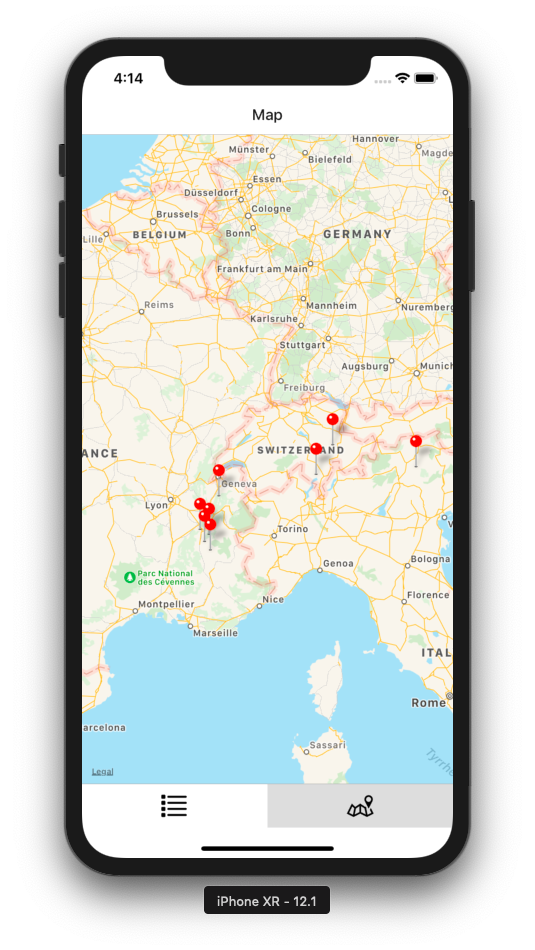 4:14
Map
Hannover
Münster
Magde
Bielefeld
Essen
Düsseldorf
Cologne
Brussels
Lille
BELGIUM
Bonn
GERMANY
Frankfurt am Main
Reims
Mannheim
Nuremberg
Karlsruhe
Stuttgart
Augsburg
Munich
Freiburg
ANCE
SWITZERLAND
Geneva
Lyon
Torino
V
Bologna
Genoa
Parc National
des Cévennes
Florence
Nice
Montpellier
Marseille
ITAL
Rome
arcelona
Sassari
Tyrrhe
Legal
iPhone XR - 12.1